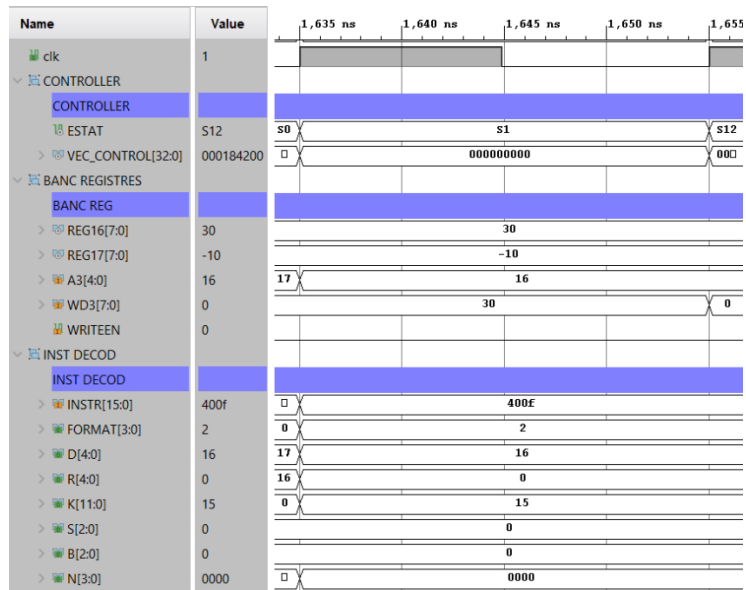 Name Value 1,635 ns 1,640 ns 1,645 ns 1,650 ns 1,655
clk 1
CONTROLLER
CONTROLLER
ESTAT S12 S0 S1 S12
VEC_CONTROL[32:0] 000184200 000000000 00
BANC REGISTRES
BANC REG
REG16[7:0] 30 30
REG17[7:0] -10 -10
A3[4:0] 16 17 16
WD3[7:0] 0 30 0
WRITEEN 0
INST DECOD
INST DECOD
INSTR[15:0] 400f 400f
FORMAT[3:0] 2 0 2
D[4:0] 16 17 16
R[4:0] 0 16 0
K[11:0] 15 0 15
S[2:0] 0 0
B[2:0] 0 0
N[3:0] 0000 0000